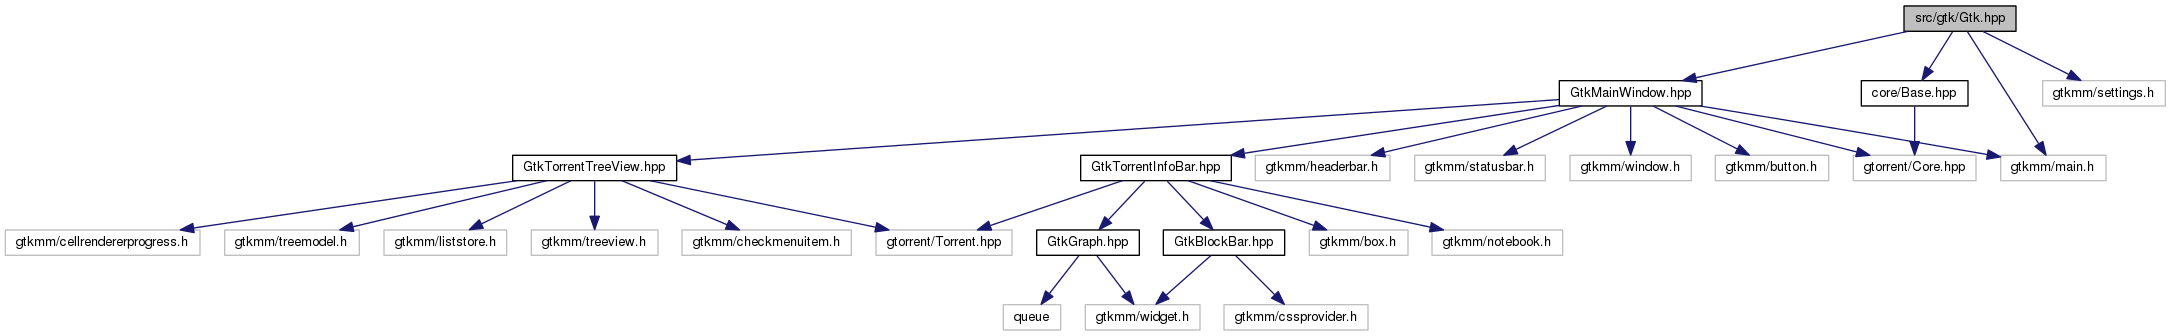 src/gtk/Gtk.hpp
GtkMainWindow.hpp
core/Base.hpp
gtkmm/settings.h
GtkTorrentTreeView.hpp
GtkTorrentInfoBar.hpp
gtkmm/headerbar.h
gtkmm/statusbar.h
gtkmm/window.h
gtkmm/button.h
gtorrent/Core.hpp
gtkmm/main.h
gtkmm/cellrendererprogress.h
gtkmm/treemodel.h
gtkmm/liststore.h
gtkmm/treeview.h
gtkmm/checkmenuitem.h
gtorrent/Torrent.hpp
GtkGraph.hpp
GtkBlockBar.hpp
gtkmm/box.h
gtkmm/notebook.h
queue
gtkmm/widget.h
gtkmm/cssprovider.h